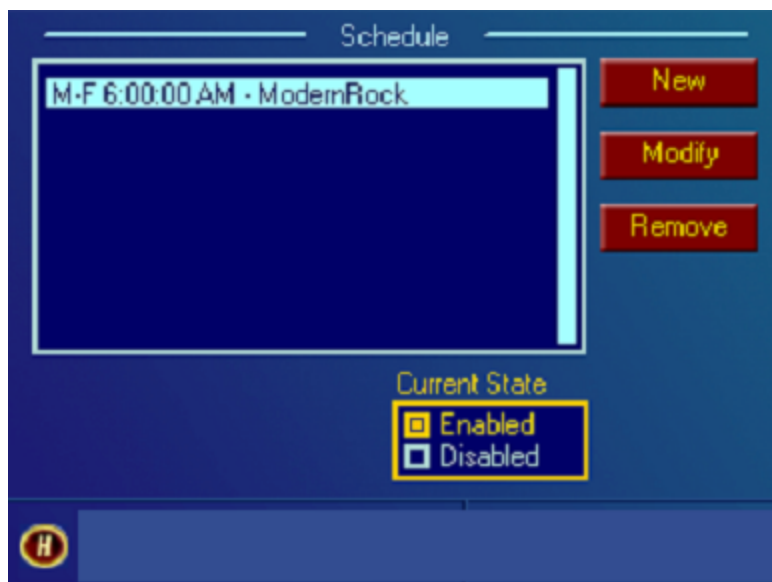 Schedule
M-F 6:00:00 AM - ModernRock
New
Modify
Remove
Current State
Enabled
Disabled
H